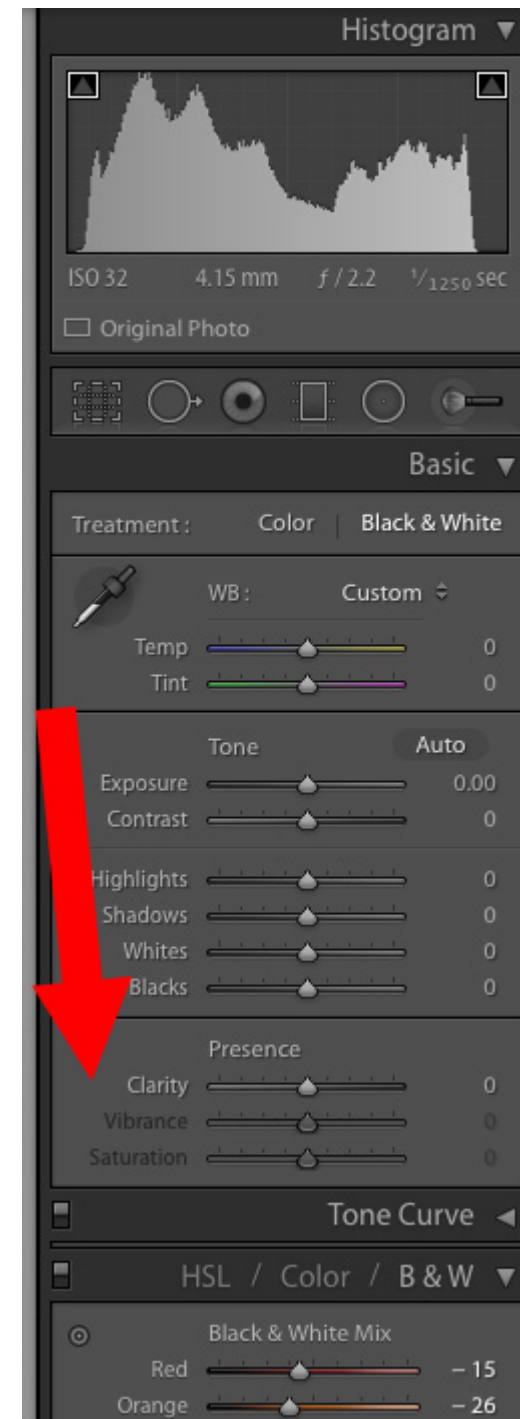 Histogram
ISO 32 4.15 mm ƒ / 2.2 1/1250 sec
Original Photo
Basic
Treatment : Color | Black & White
WB : Custom
Temp 0
Tint 0
Tone Auto
Exposure 0.00
Contrast 0
Highlights 0
Shadows 0
Whites 0
Blacks 0
Presence
Clarity 0
Vibrance 0
Saturation 0
Tone Curve
HSL / Color / B & W
Black & White Mix
Red – 15
Orange – 26